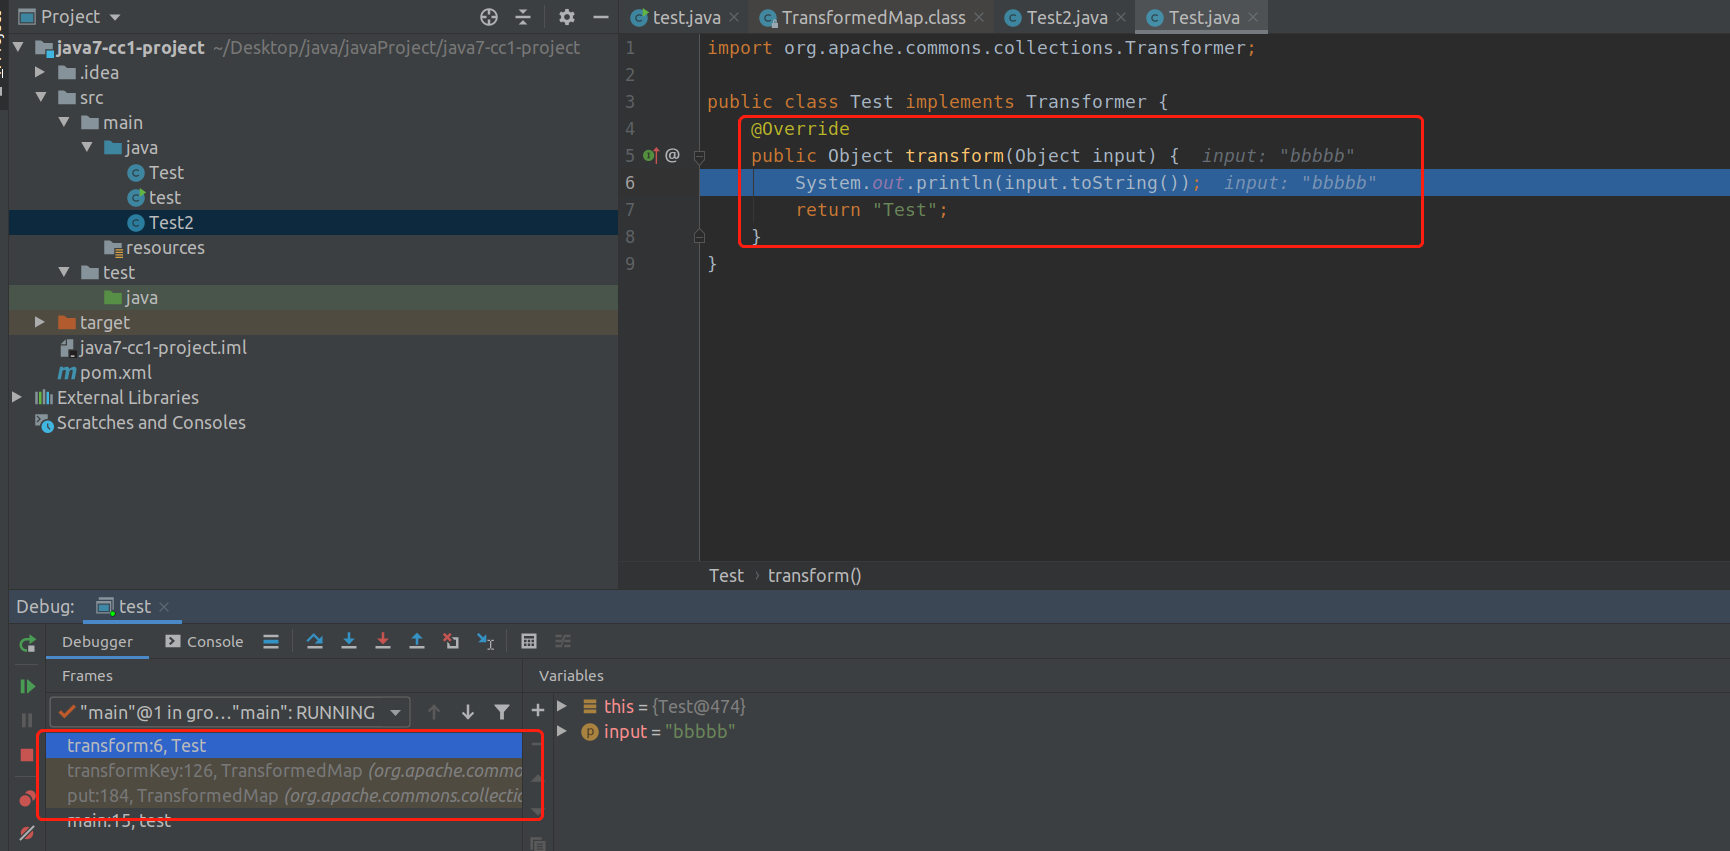 Project
java7-cc1-project ~/Desktop/java/javaProject/java7-cc1-project
.idea
src
main
java
Test
test
Test2
resources
test
java
target
java7-cc1-project.iml
pom.xml
External Libraries
Scratches and Consoles
test.java
TransformedMap.class
Test2.java
Test.java
1 import org.apache.commons.collections.Transformer;
2
3 public class Test implements Transformer {
4 @Override
5 @ public Object transform(Object input) { input: "bbbbb"
6 System.out.println(input.toString()); input: "bbbbb"
7 return "Test";
8 }
9 }
Test › transform()
Debug: test
Debugger Console
Frames
"main"@1 in gro..."main": RUNNING
transform:6, Test
transformKey:126, TransformedMap (org.apache.commo
put:184, TransformedMap (org.apache.commons.collectio
main:15, test
Variables
this = {Test@474}
input = "bbbbb"